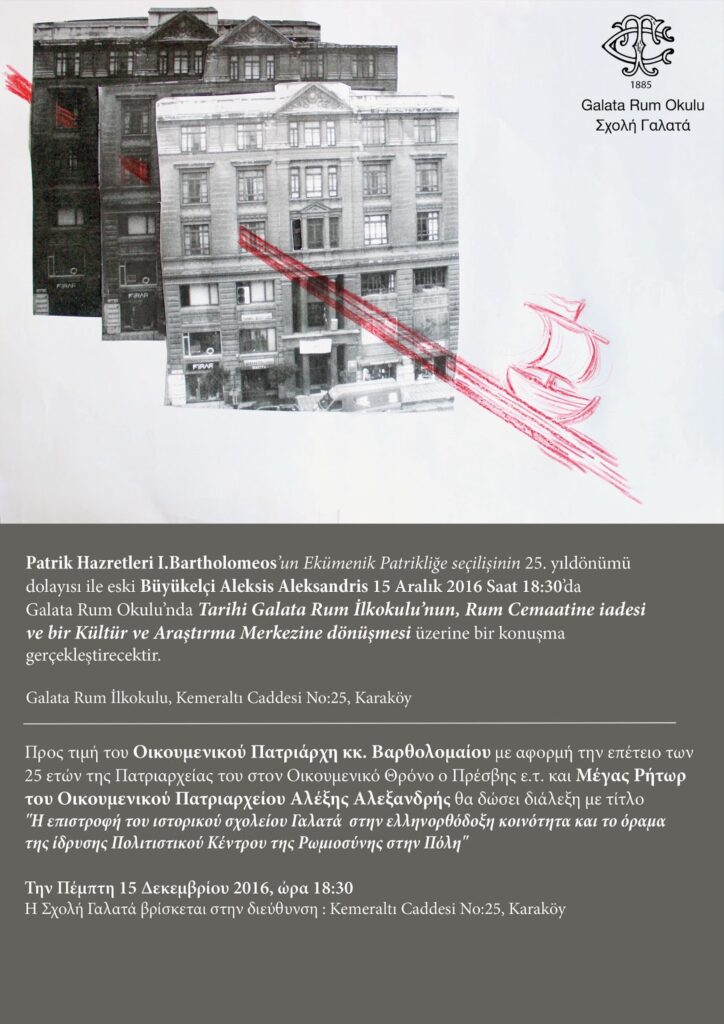 1885
Galata Rum Okulu
Σχολή Γαλατά
FIRAR
FIRAR
FIRAR
Patrik Hazretleri I.Bartholomeos’un Ekümenik Patrikliğe seçilişinin 25. yıldönümü
dolayısı ile eski Büyükelçi Aleksis Aleksandris 15 Aralık 2016 Saat 18:30’da
Galata Rum Okulu’nda Tarihi Galata Rum İlkokulu’nun, Rum Cemaatine iadesi
ve bir Kültür ve Araştırma Merkezine dönüşmesi üzerine bir konuşma
gerçekleştirecektir.
Galata Rum İlkokulu, Kemeraltı Caddesi No:25, Karaköy
Προς τιμή του Οικουμενικού Πατριάρχη κκ. Βαρθολομαίου με αφορμή την επέτειο των
25 ετών της Πατριαρχείας του στον Οικουμενικό Θρόνο ο Πρέσβης ε.τ. και Μέγας Ρήτωρ
του Οικουμενικού Πατριαρχείου Αλέξης Αλεξανδρής θα δώσει διάλεξη με τίτλο
"Η επιστροφή του ιστορικού σχολείου Γαλατά στην ελληνορθόδοξη κοινότητα και το όραμα
της ίδρυσης Πολιτιστικού Κέντρου της Ρωμιοσύνης στην Πόλη"
Την Πέμπτη 15 Δεκεμβρίου 2016, ώρα 18:30
Η Σχολή Γαλατά βρίσκεται στην διεύθυνση : Kemeraltı Caddesi No:25, Karaköy